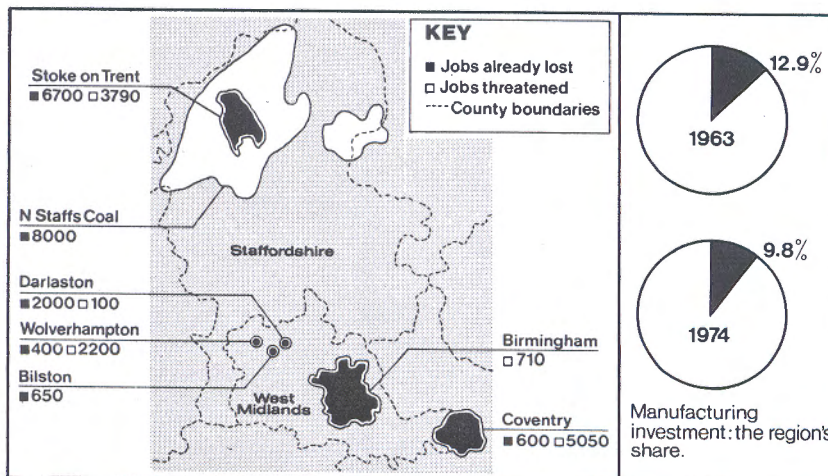 Stoke on Trent
■6700 □3790
N Staffs Coal
■8000
Darlaston
■2000 □100
Wolverhampton
■400 □2200
Bilston
■650
Staffordshire
West
Midlands
Birmingham
□710
Coventry
■600 □5050
KEY
■ Jobs already lost
□ Jobs threatened
---- County boundaries
12.9%
1963
9.8%
1974
Manufacturing
investment: the region's
share.